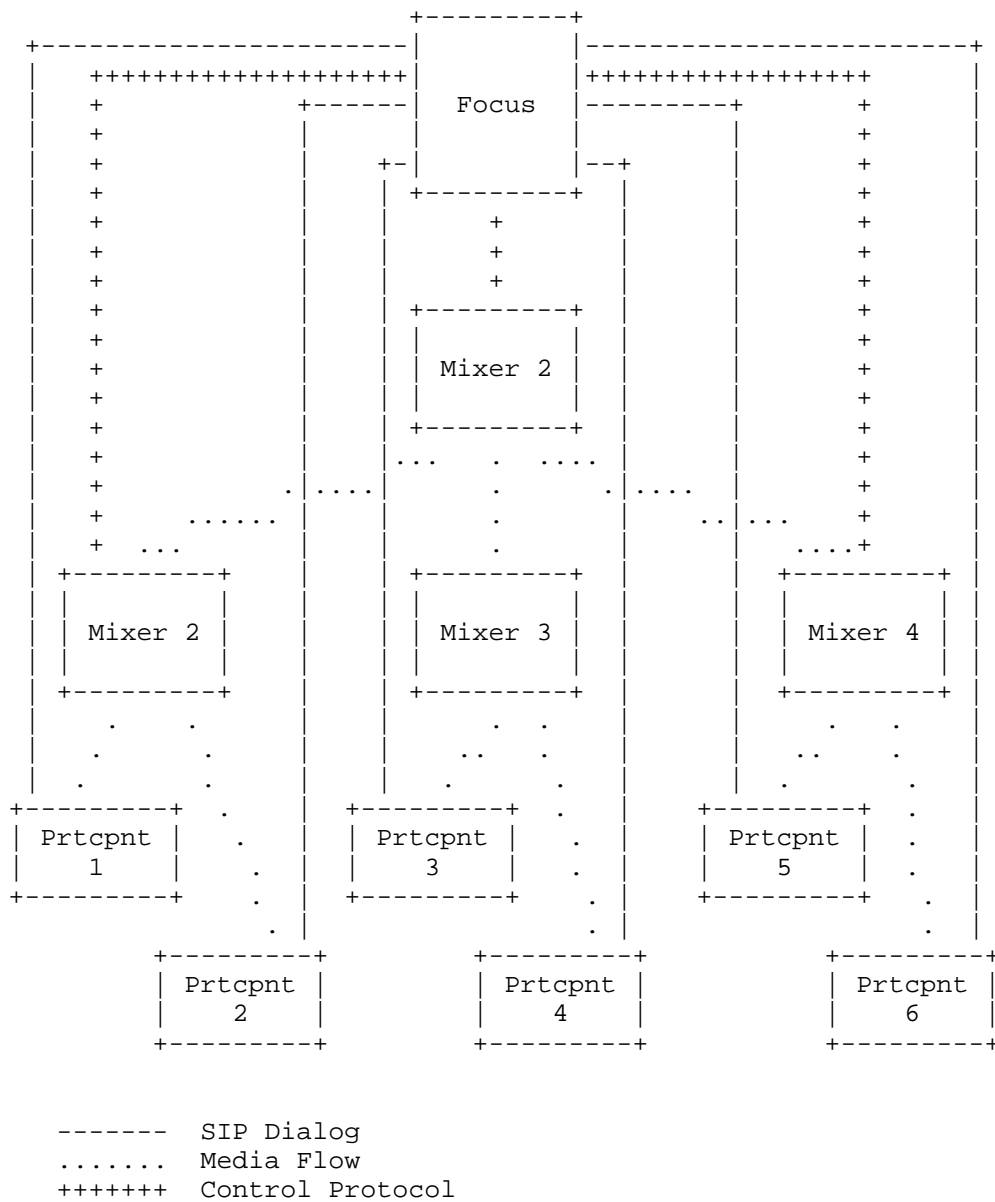 Focus
Mixer 2
Mixer 2
Mixer 3
Mixer 4
Prtcpnt
1
Prtcpnt
3
Prtcpnt
5
Prtcpnt
2
Prtcpnt
4
Prtcpnt
6
------- SIP Dialog
....... Media Flow
+++++++ Control Protocol